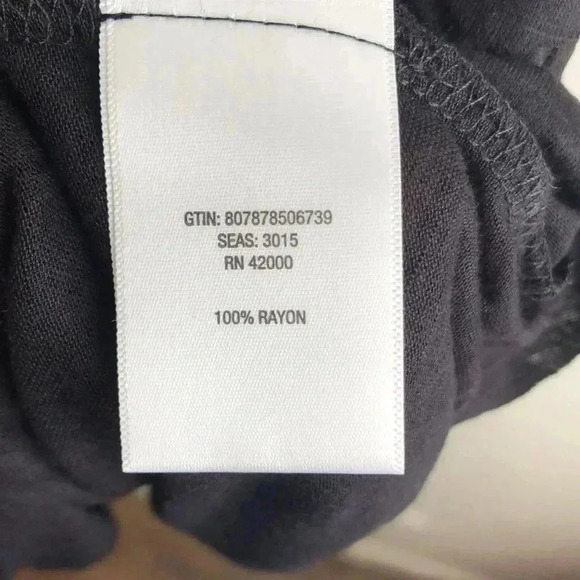 GTIN: 807878506739
SEAS: 3015
RN 42000
100% RAYON